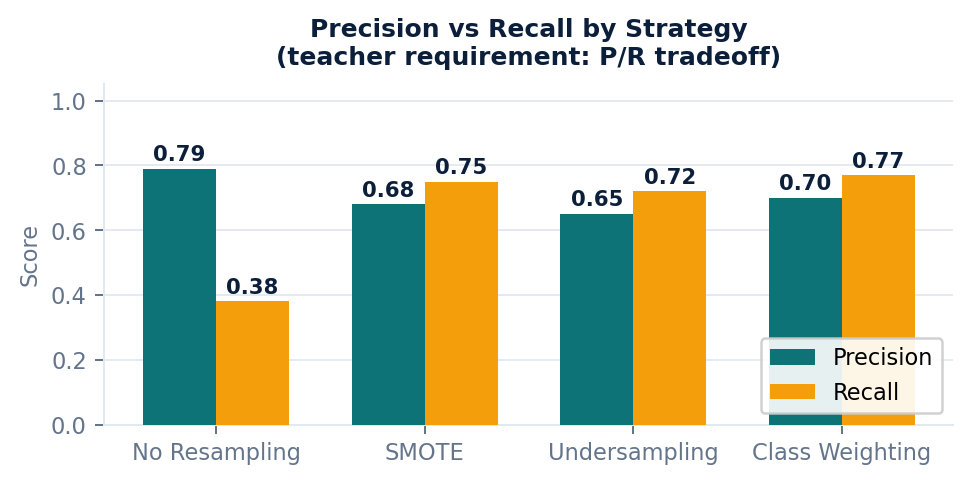 Precision vs Recall by Strategy
(teacher requirement: P/R tradeoff)
Score
1.0
0.8
0.6
0.4
0.2
0.0
0.79
0.38
0.68
0.75
0.65
0.72
0.70
0.77
Precision
Recall
No Resampling
SMOTE
Undersampling
Class Weighting